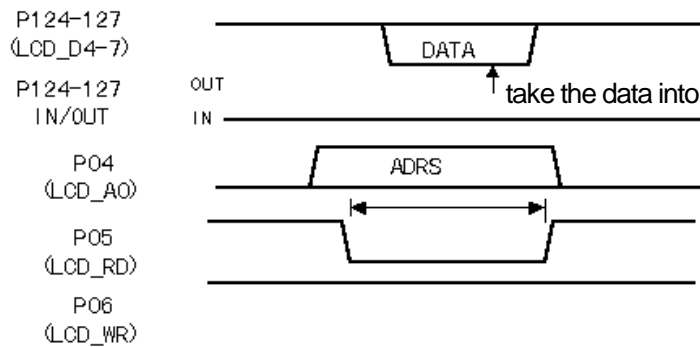 P124-127
(LCD_D4-7)
DATA
take the data into
P124-127
IN/OUT
OUT
IN
P04
(LCD_A0)
ADRS
P05
(LCD_RD)
P06
(LCD_WR)